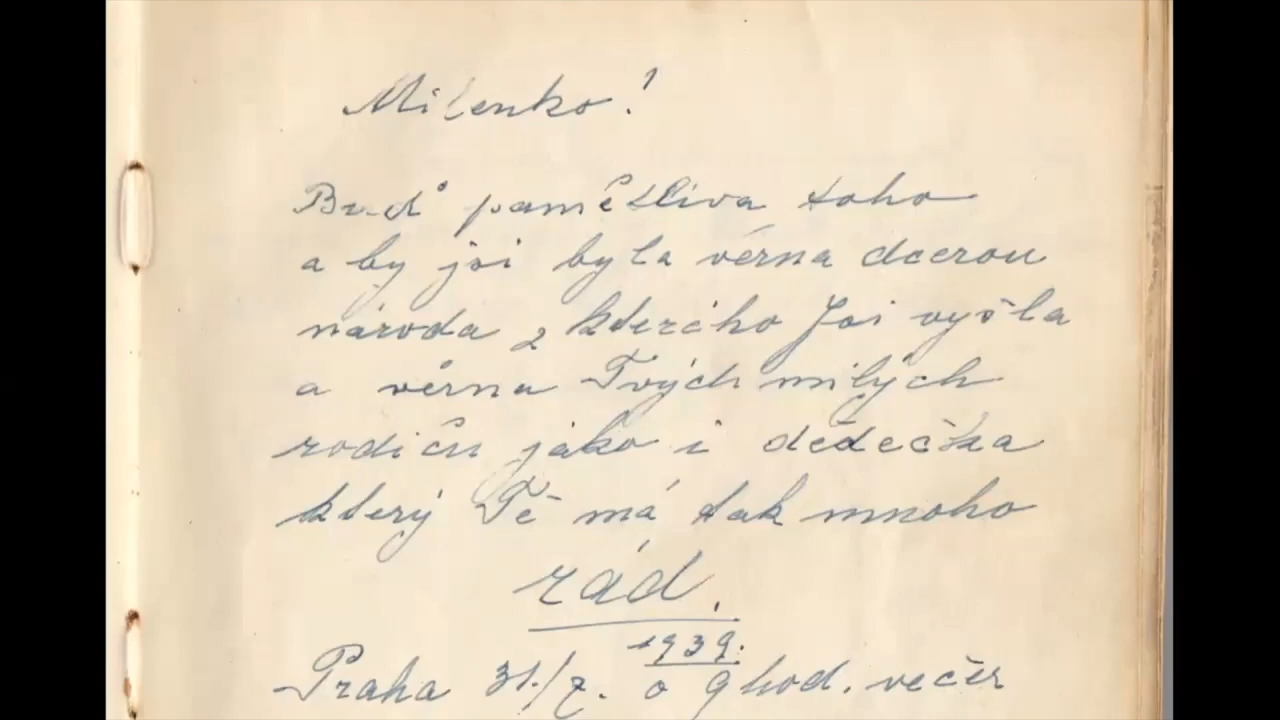 Milenko!
Buď pamětliva toho
a by jsi byla věrna dcerou
národa z kterého Jsi vyšla
a věrna Tvých milých
rodičů jako i dědečka
který Tě má tak mnoho
rád.
1939.
Praha 31./7. o 9 hod. večer